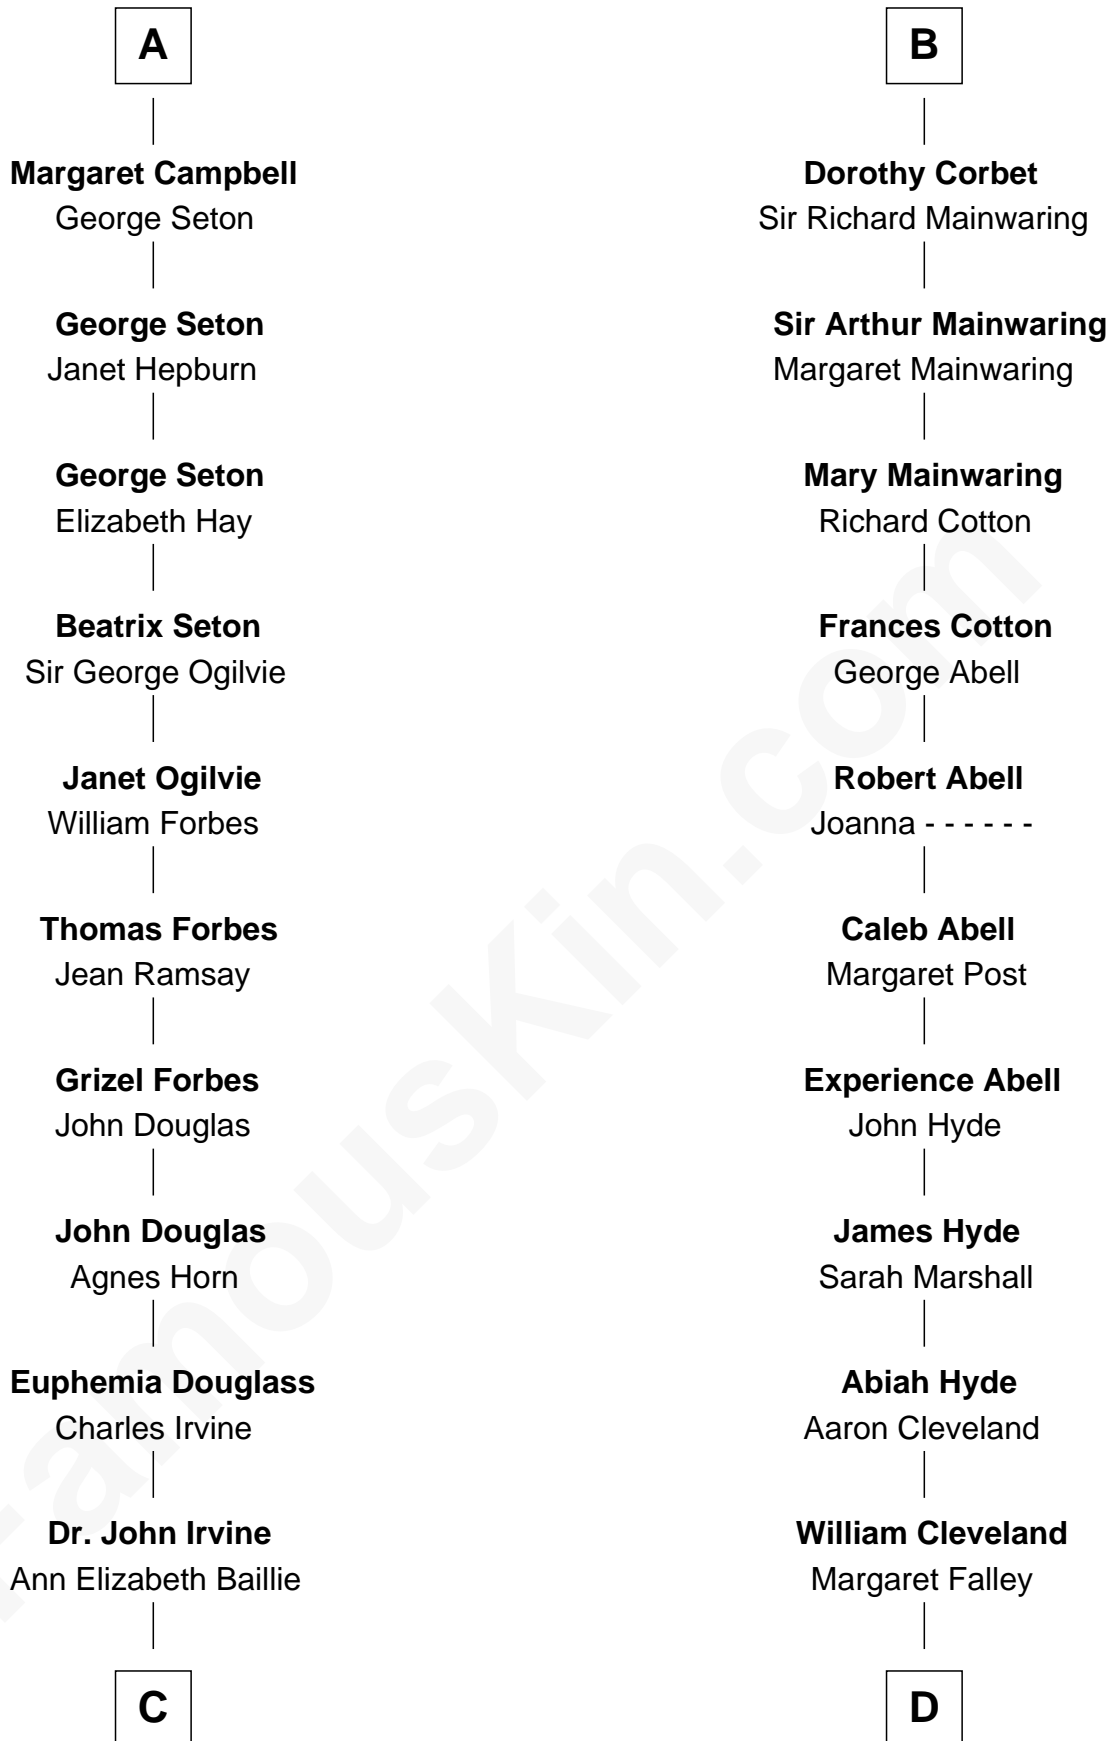 A
Margaret Campbell
George Seton
George Seton
Janet Hepburn
George Seton
Elizabeth Hay
Beatrix Seton
Sir George Ogilvie
Janet Ogilvie
William Forbes
Thomas Forbes
Jean Ramsay
Grizel Forbes
John Douglas
John Douglas
Agnes Horn
Euphemia Douglass
Charles Irvine
Dr. John Irvine
Ann Elizabeth Baillie
C
B
Dorothy Corbet
Sir Richard Mainwaring
Sir Arthur Mainwaring
Margaret Mainwaring
Mary Mainwaring
Richard Cotton
Frances Cotton
George Abell
Robert Abell
Joanna - - - - - -
Caleb Abell
Margaret Post
Experience Abell
John Hyde
James Hyde
Sarah Marshall
Abiah Hyde
Aaron Cleveland
William Cleveland
Margaret Falley
D
FamousKin.com